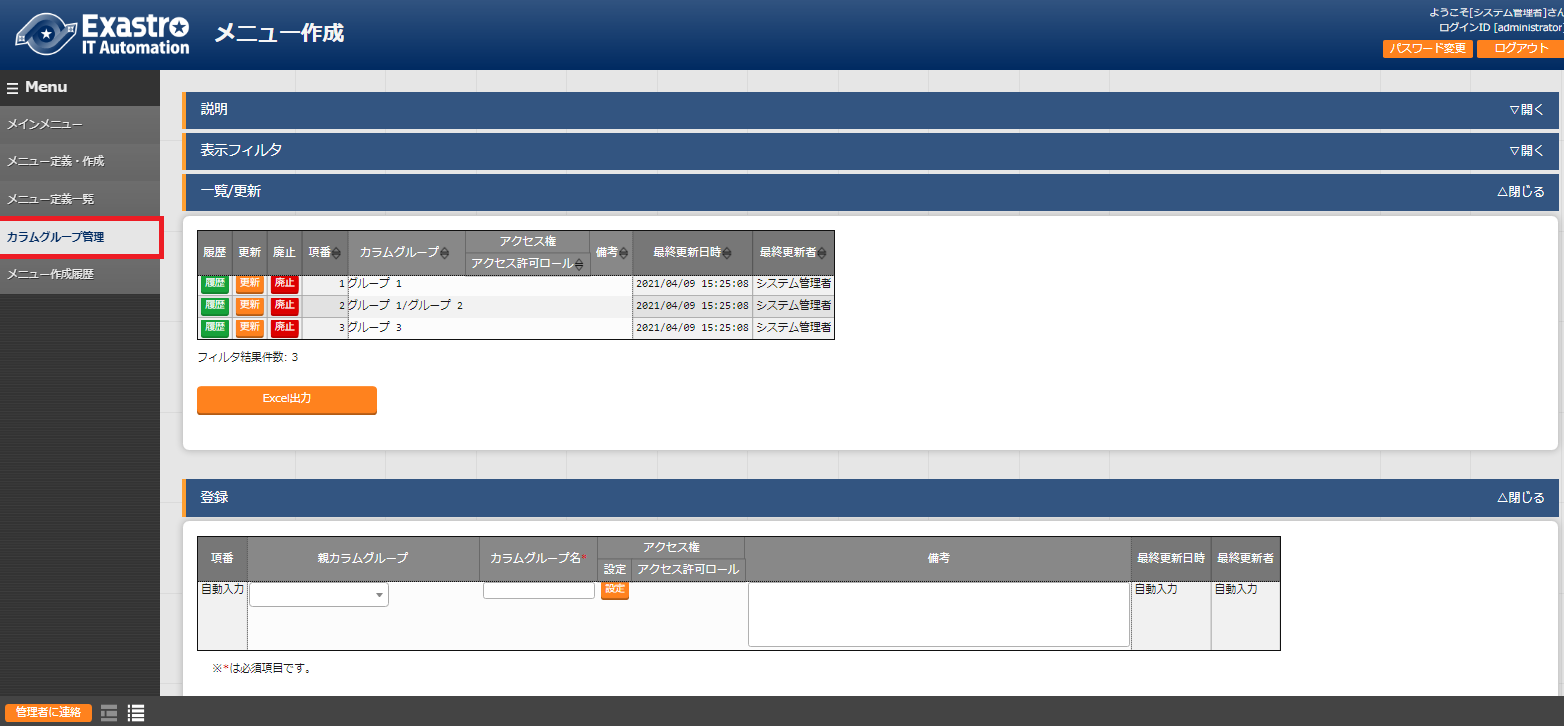 Exastro
IT Automation
メニュー作成
ようこそ[システム管理者]さん
ログインID [administrator]
パスワード変更
ログアウト
Menu
メインメニュー
メニュー定義・作成
メニュー定義一覧
カラムグループ管理
メニュー作成履歴
説明
▽開く
表示フィルタ
▽開く
一覧/更新
△閉じる
履歴 更新 廃止 項番 カラムグループ アクセス権 備考 最終更新日時 最終更新者
アクセス許可ロール
履歴 更新 廃止 1 グループ 1 2021/04/09 15:25:08 システム管理者
履歴 更新 廃止 2 グループ 1/グループ 2 2021/04/09 15:25:08 システム管理者
履歴 更新 廃止 3 グループ 3 2021/04/09 15:25:08 システム管理者
フィルタ結果件数: 3
Excel出力
登録
△閉じる
項番 親カラムグループ カラムグループ名* アクセス権 備考 最終更新日時 最終更新者
設定 アクセス許可ロール
自動入力 設定 自動入力 自動入力
※*は必須項目です。
管理者に連絡